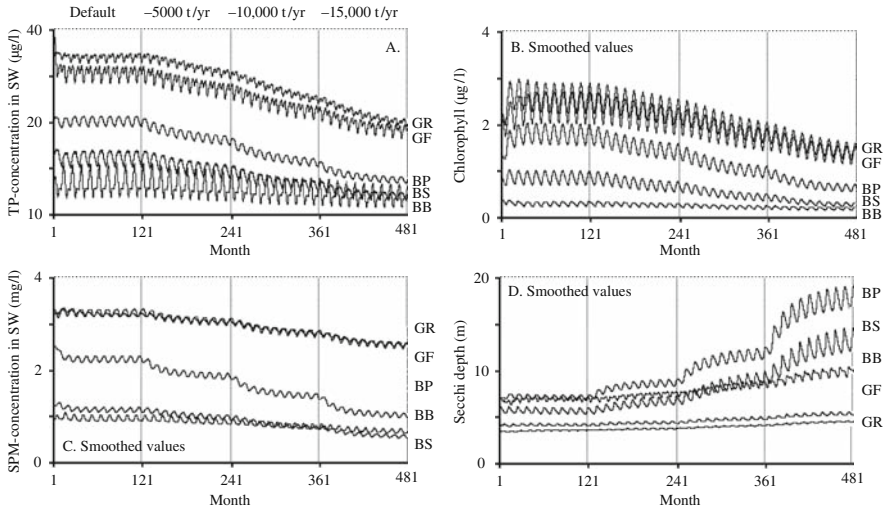 Default −5000 t/yr −10,000 t/yr −15,000 t/yr
A.
TP-concentration in SW (µg/l)
40
20
10
GR
GF
BP
BS
BB
1 121 241 361 481
Month
B. Smoothed values
Chlorophyll (µg/l)
4
2
0
GR
GF
BP
BS
BB
1 121 241 361 481
Month
C. Smoothed values
SPM-concentration in SW (mg/l)
4
2
0
GR
GF
BP
BB
BS
1 121 241 361 481
Month
D. Smoothed values
Secchi depth (m)
20
10
0
BP
BS
BB
GF
GR
1 121 241 361 481
Month